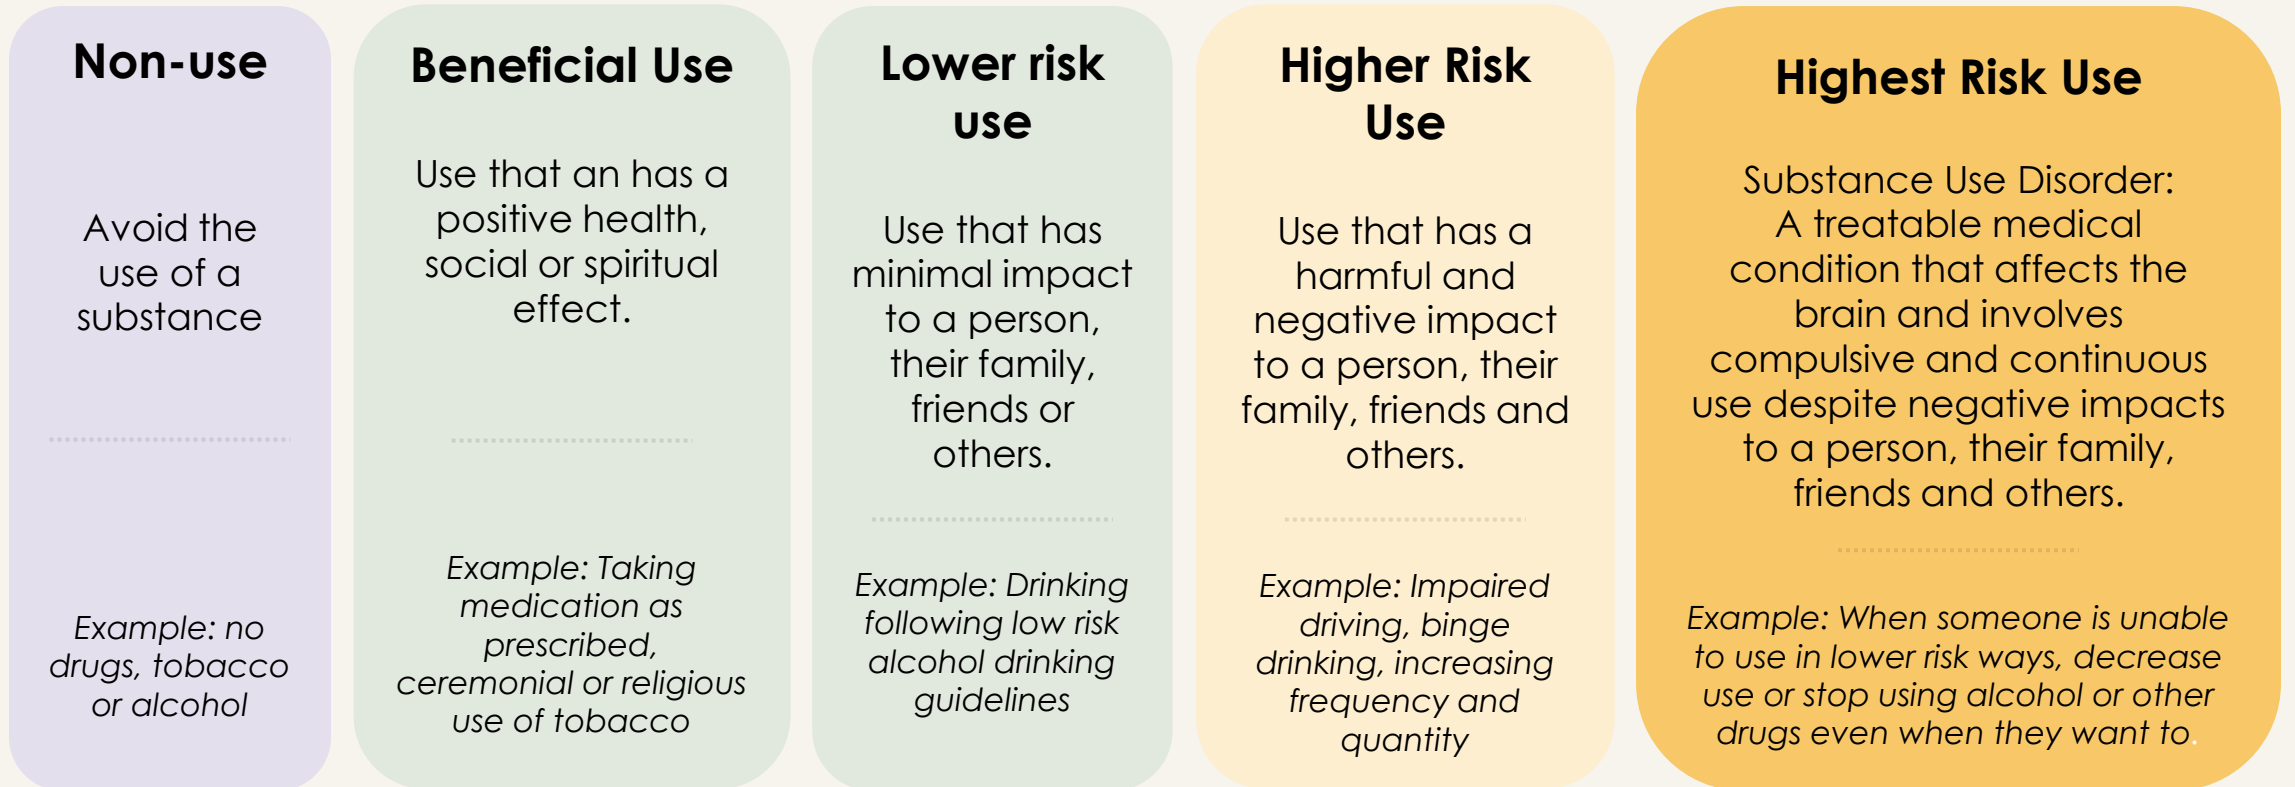 Non-use
Avoid the
use of a
substance
Example: no
drugs, tobacco
or alcohol
Beneficial Use
Use that an has a
positive health,
social or spiritual
effect.
Example: Taking
medication as
prescribed,
ceremonial or religious
use of tobacco
Lower risk
use
Use that has
minimal impact
to a person,
their family,
friends or
others.
Example: Drinking
following low risk
alcohol drinking
guidelines
Higher Risk
Use
Use that has a
harmful and
negative impact
to a person, their
family, friends and
others.
Example: Impaired
driving, binge
drinking, increasing
frequency and
quantity
Highest Risk Use
Substance Use Disorder:
A treatable medical
condition that affects the
brain and involves
compulsive and continuous
use despite negative impacts
to a person, their family,
friends and others.
Example: When someone is unable
to use in lower risk ways, decrease
use or stop using alcohol or other
drugs even when they want to.